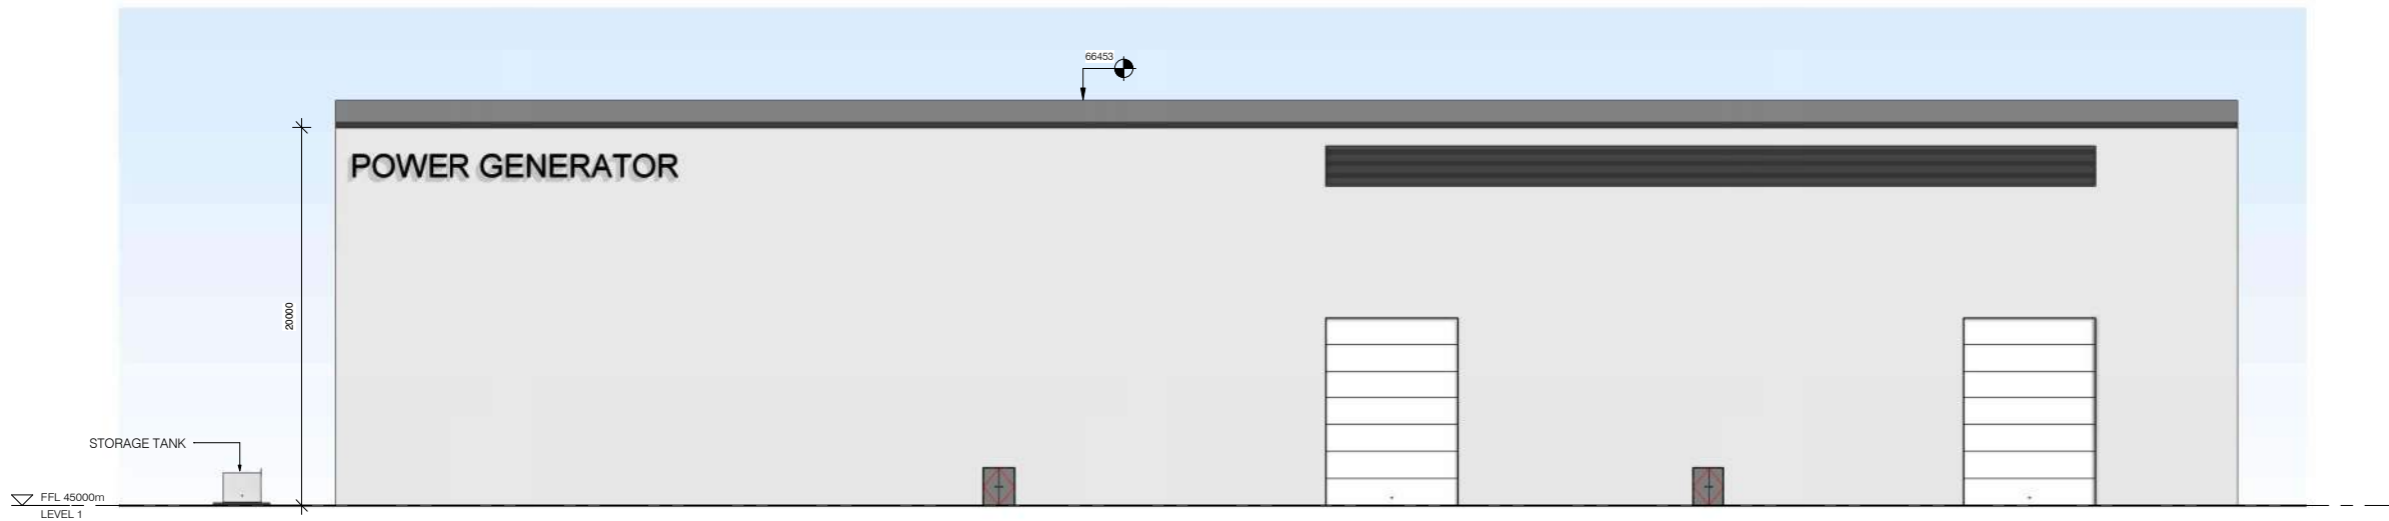 66453
POWER GENERATOR
20000
STORAGE TANK
FFL 45000m
LEVEL 1